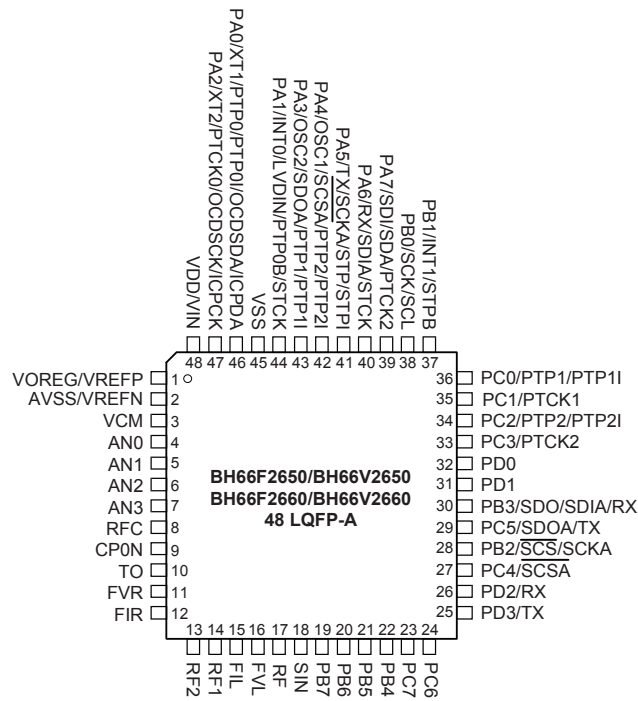 PA0/XT1/PTP0/PTP0I/OCDSDA/ICPDA
PA2/XT2/PTCK0/OCDSCK/ICPCK
VDD/VIN
VSS
PA1/INT0/LVDIN/PTP0B/STCK
PA3/OSC2/SDOA/PTP1/PTP1I
PA4/OSC1/SCSA/PTP2/PTP2I
PA5/TX/SCKA/STP/STPI
PA6/RX/SDIA/STCK
PA7/SDI/SDA/PTCK2
PB0/SCK/SCL
PB1/INT1/STPB
48 47 46 45 44 43 42 41 40 39 38 37
VOREG/VREFP 1
AVSS/VREFN 2
VCM 3
AN0 4
AN1 5
AN2 6
AN3 7
RFC 8
CP0N 9
TO 10
FVR 11
FIR 12
BH66F2650/BH66V2650
BH66F2660/BH66V2660
48 LQFP-A
36 PC0/PTP1/PTP1I
35 PC1/PTCK1
34 PC2/PTP2/PTP2I
33 PC3/PTCK2
32 PD0
31 PD1
30 PB3/SDO/SDIA/RX
29 PC5/SDOA/TX
28 PB2/SCS/SCKA
27 PC4/SCSA
26 PD2/RX
25 PD3/TX
13 14 15 16 17 18 19 20 21 22 23 24
RF2
RF1
FIL
FVL
RF
SIN
PB7
PB6
PB5
PB4
PC7
PC6